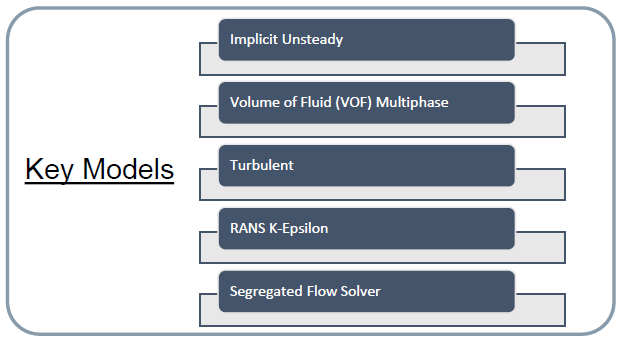 Key Models
Implicit Unsteady
Volume of Fluid (VOF) Multiphase
Turbulent
RANS K-Epsilon
Segregated Flow Solver